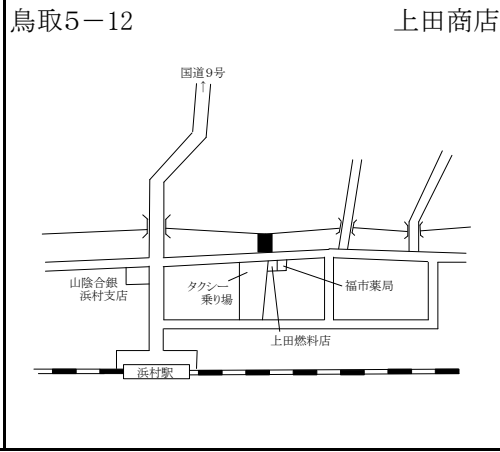 鳥取5－12
上田商店
国道9号
↑
山陰合銀
浜村支店
タクシー
乗り場
福市薬局
上田燃料店
浜村駅